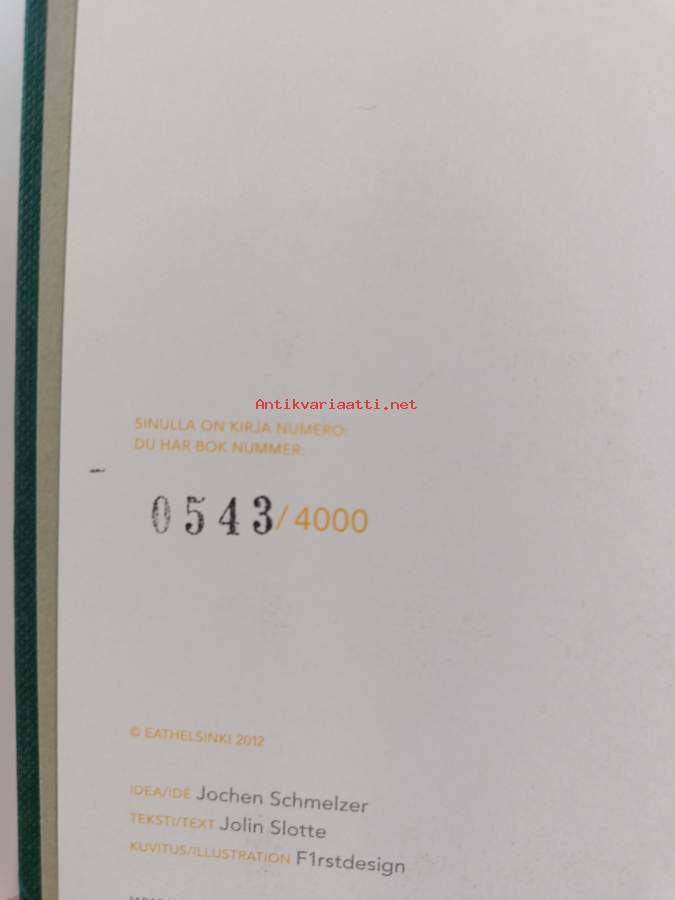 Antikvariaatti.net
SINULLA ON KIRJA NUMERO:
DU HAR BOK NUMMER:
0543/4000
© EATHELSINKI 2012
IDEA/IDÉ Jochen Schmelzer
TEKSTI/TEXT Jolin Slotte
KUVITUS/ILLUSTRATION F1rstdesign